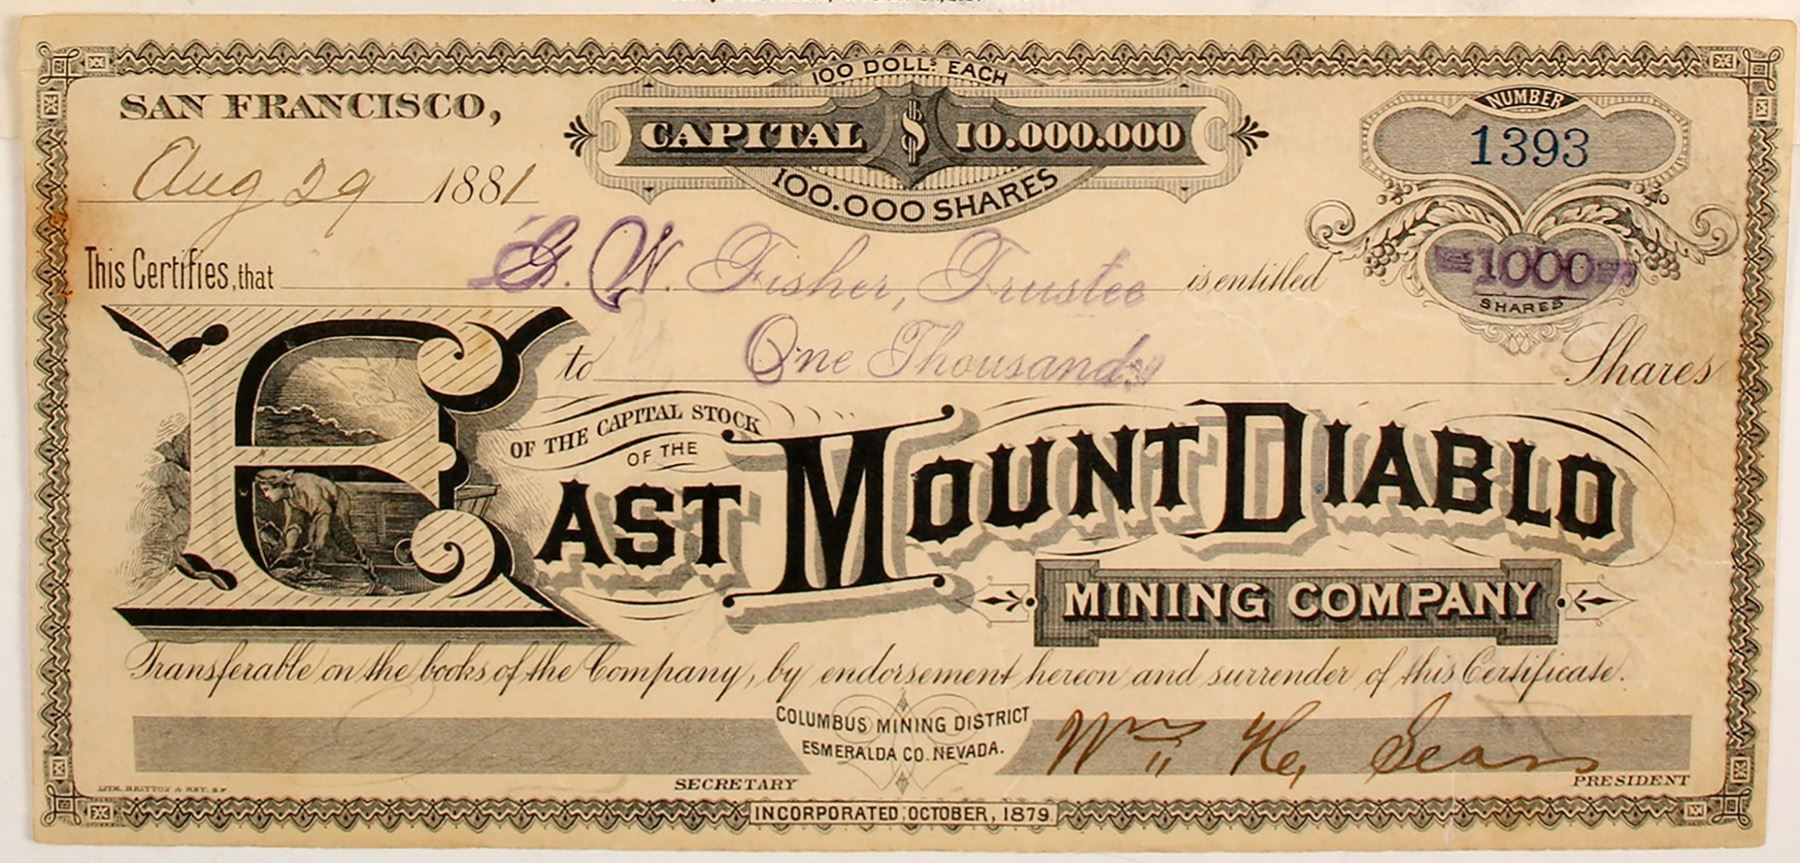 100 DOLLS EACH
SAN FRANCISCO,
CAPITAL $ 10.000.000
100.000 SHARES
NUMBER
1393
Aug 29 1881
This Certifies, that G. W. Fisher, Trustee is entitled
1000
SHARES
to One Thousand Shares
OF THE CAPITAL STOCK
OF THE
EAST MOUNT DIABLO
MINING COMPANY
Transferable on the books of the Company, by endorsement hereon and surrender of this Certificate.
COLUMBUS MINING DISTRICT
ESMERALDA CO. NEVADA.
Wm. H. Sears
SECRETARY
PRESIDENT
LITH. BRITTON & REY. S.F.
INCORPORATED OCTOBER, 1879